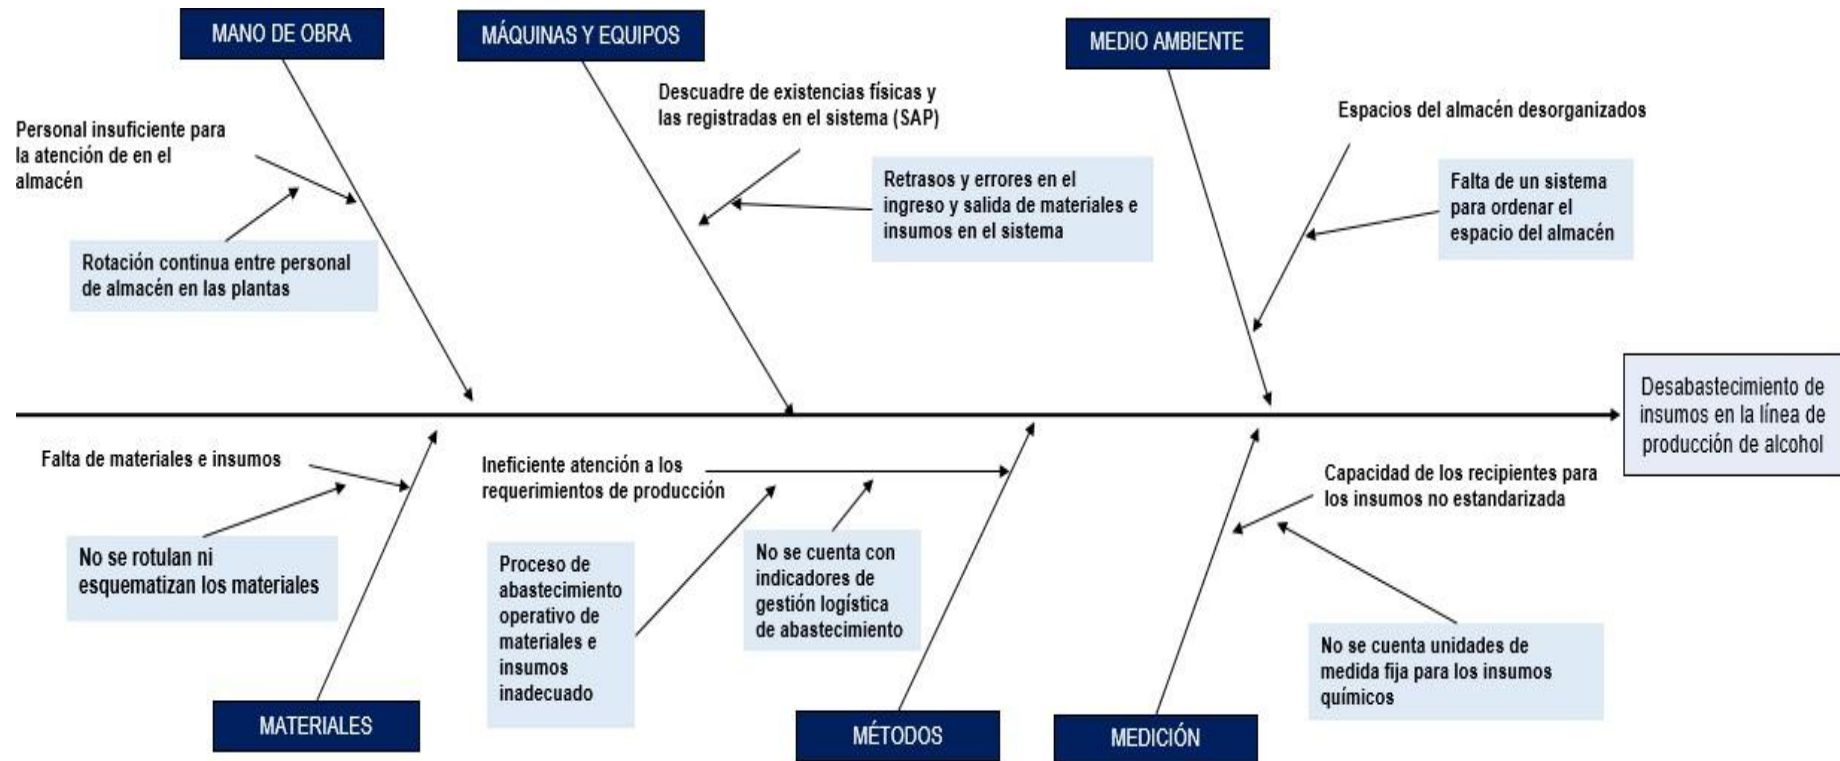 MANO DE OBRA
MÁQUINAS Y EQUIPOS
MEDIO AMBIENTE
Personal insuficiente para
la atención de en el
almacén
Rotación continua entre personal
de almacén en las plantas
Descuadre de existencias físicas y
las registradas en el sistema (SAP)
Retrasos y errores en el
ingreso y salida de materiales e
insumos en el sistema
Espacios del almacén desorganizados
Falta de un sistema
para ordenar el
espacio del almacén
Desabastecimiento de
insumos en la línea de
producción de alcohol
Falta de materiales e insumos
No se rotulan ni
esquematizan los materiales
Ineficiente atención a los
requerimientos de producción
Proceso de
abastecimiento
operativo de
materiales e
insumos
inadecuado
No se cuenta con
indicadores de
gestión logística
de abastecimiento
Capacidad de los recipientes para
los insumos no estandarizada
No se cuenta unidades de
medida fija para los insumos
químicos
MATERIALES
MÉTODOS
MEDICIÓN